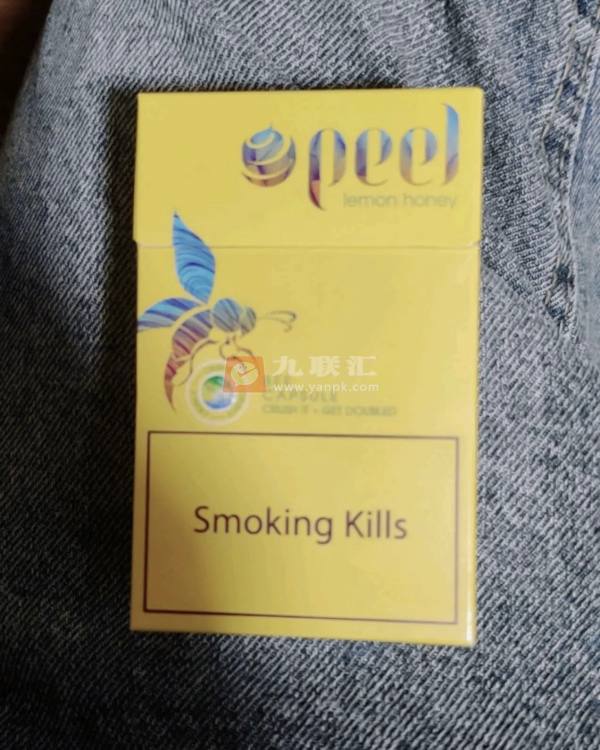 peel
lemon honey
九联汇
www.yanpk.com
CAPSULE
CRUSH IT • GET DOUBLED
Smoking Kills